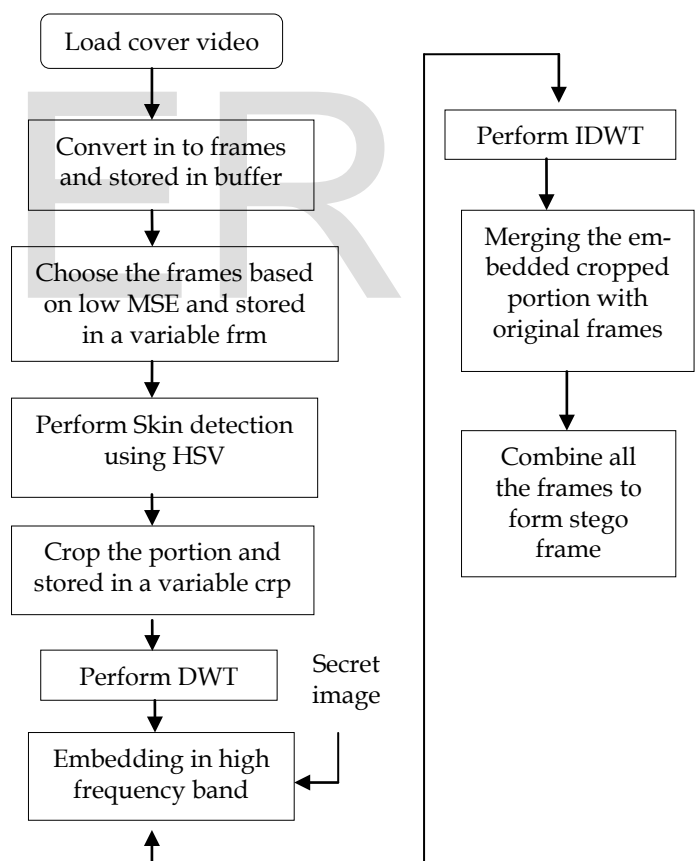 Load cover video
ER
Convert in to frames
and stored in buffer
Choose the frames based
on low MSE and stored
in a variable frm
Perform Skin detection
using HSV
Crop the portion and
stored in a variable crp
Perform DWT
Secret
image
Embedding in high
frequency band
Perform IDWT
Merging the em-
bedded cropped
portion with
original frames
Combine all
the frames to
form stego
frame